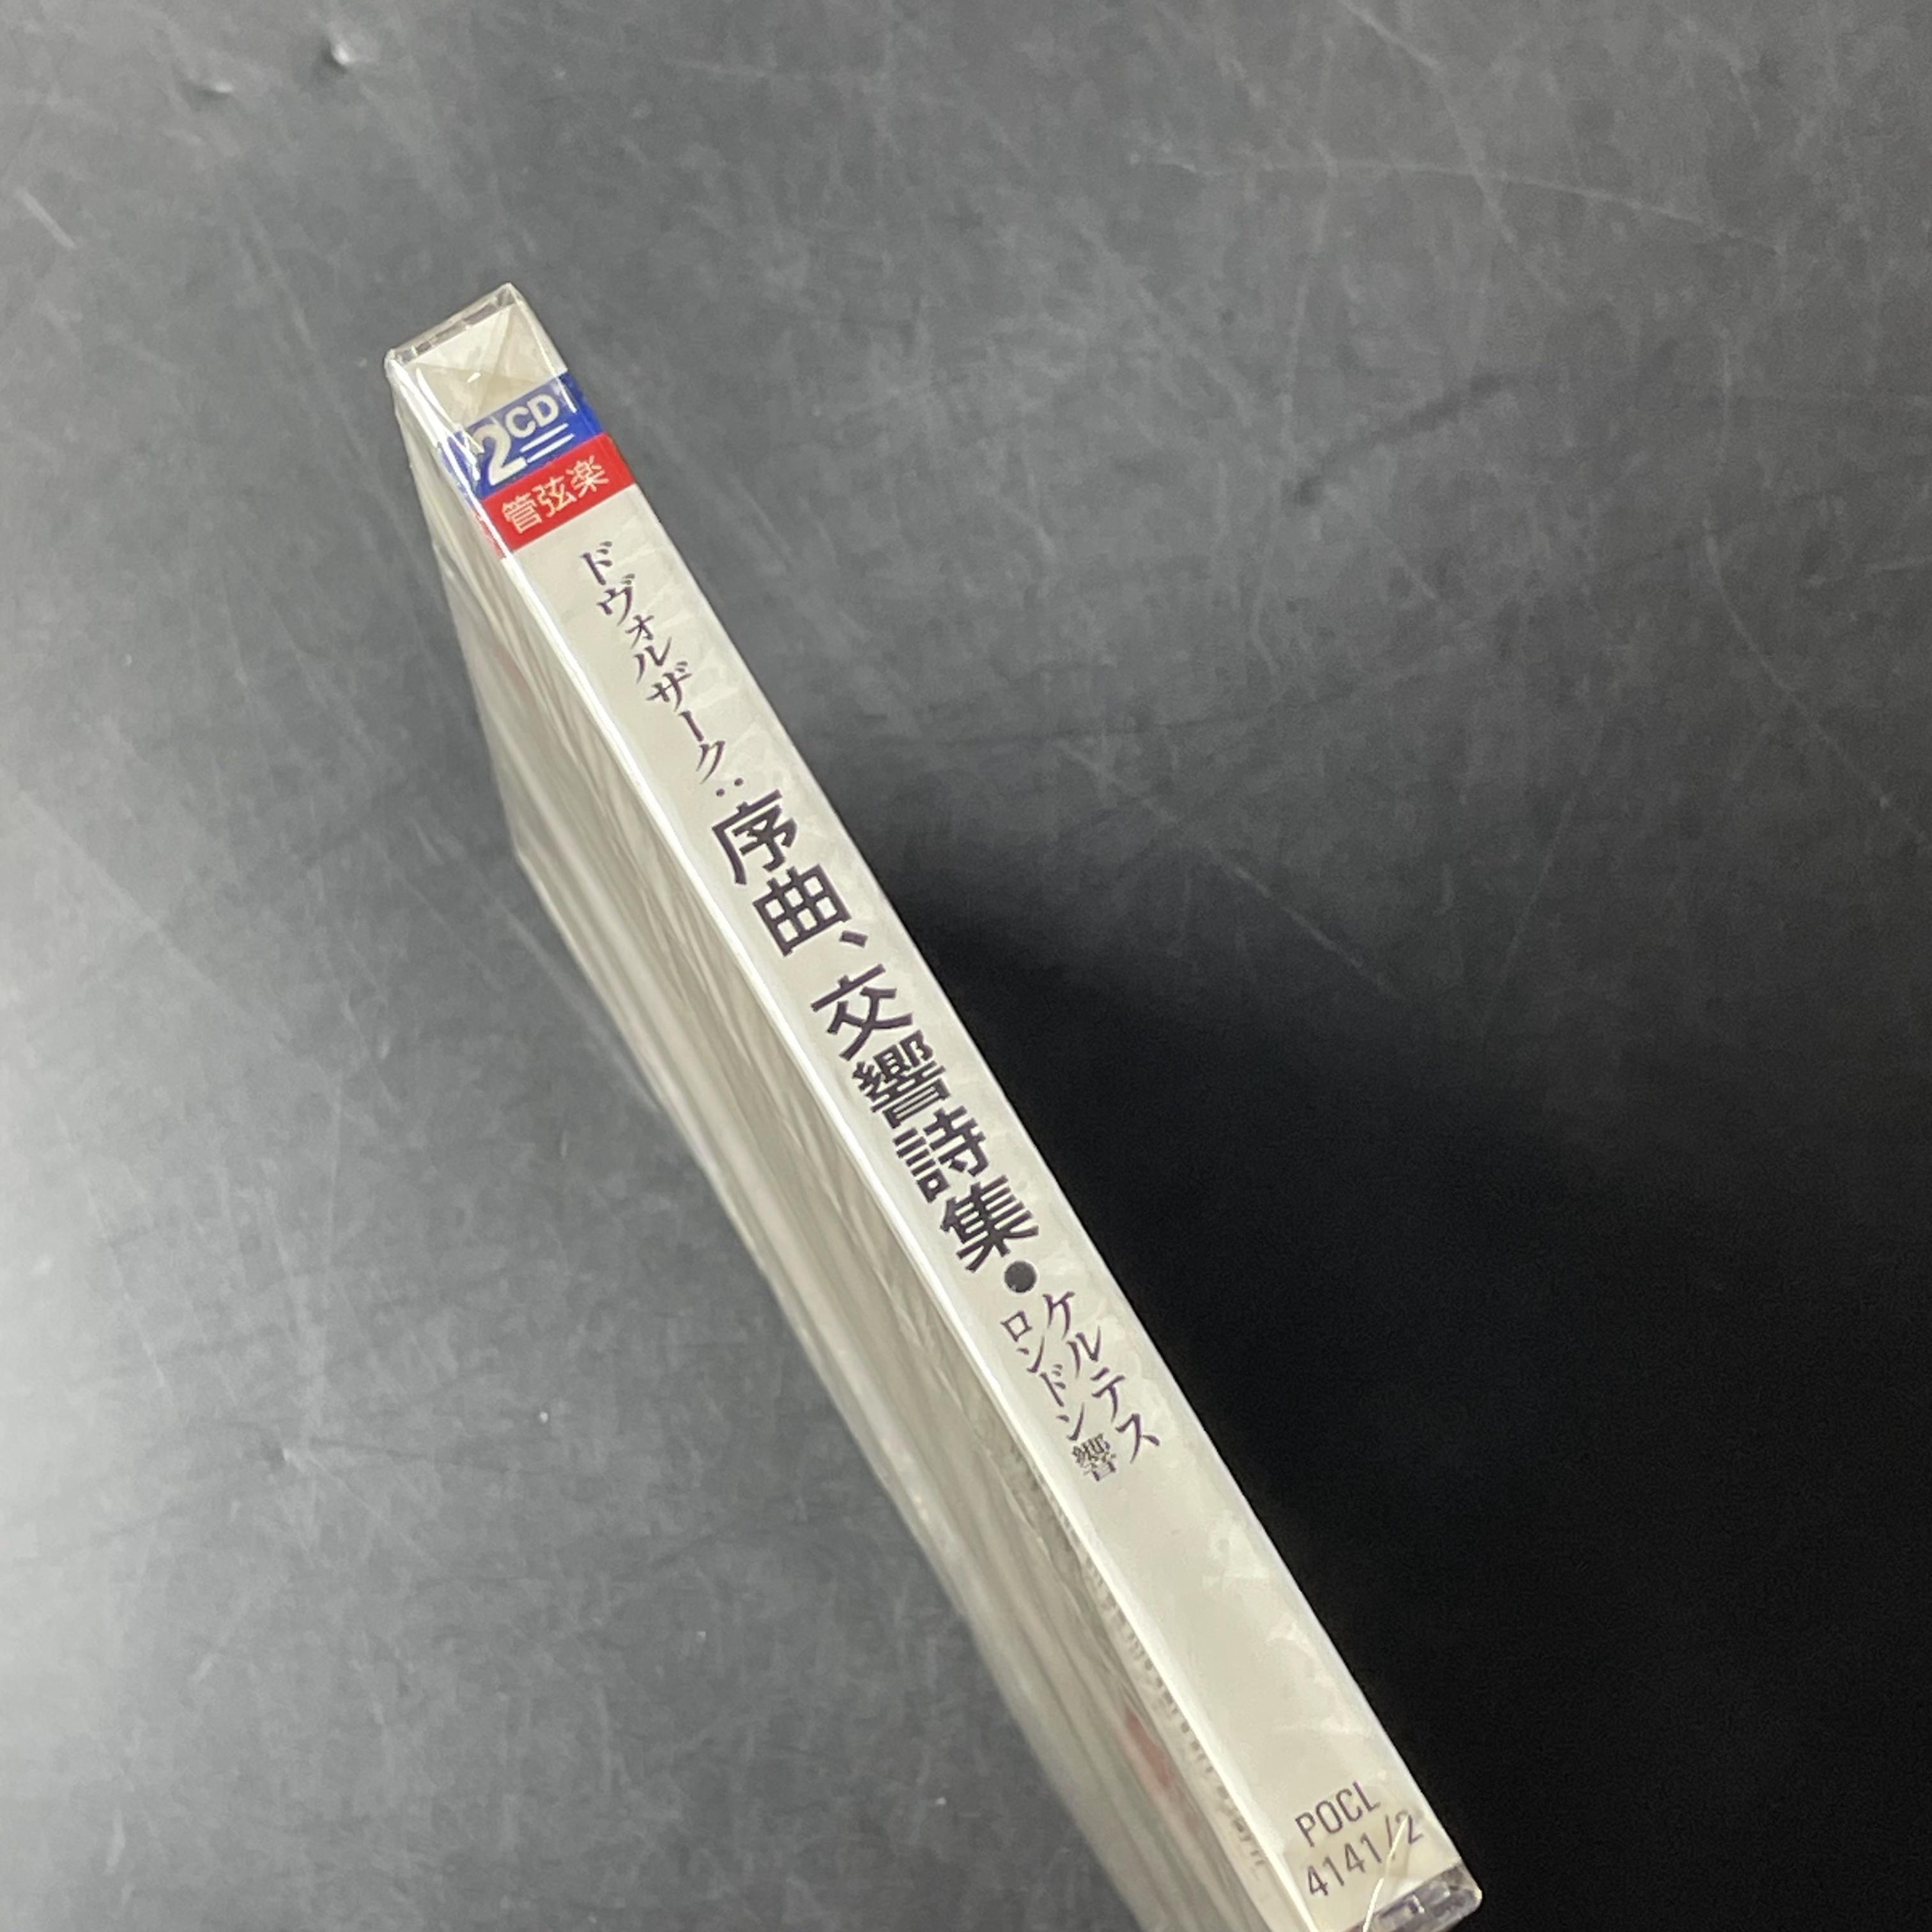 2CD
管弦楽
ドヴォルザーク:序曲、交響詩集●ケルテス
ロンドン響
POCL
4141/2